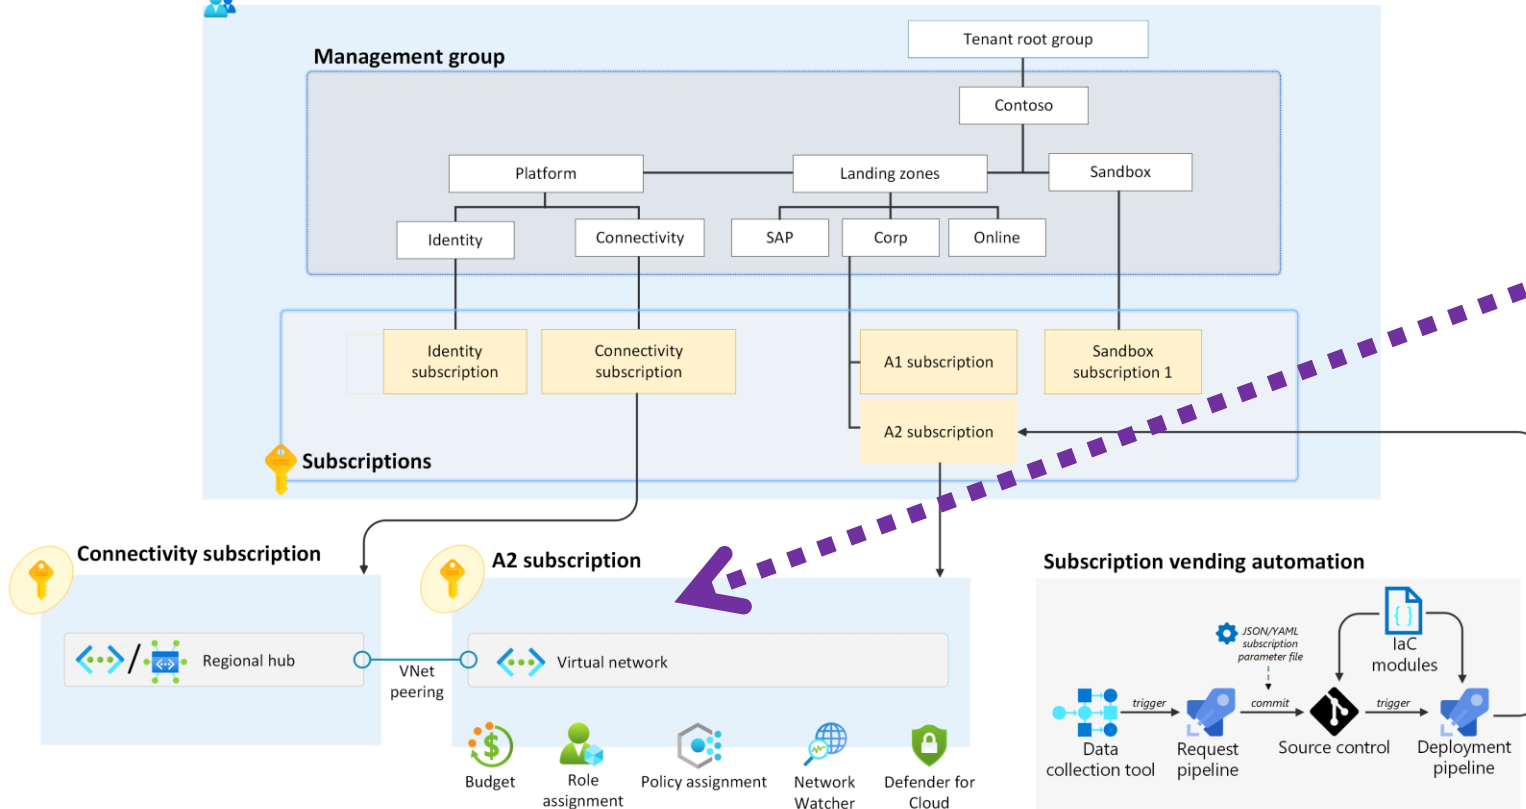 Tenant root group
Management group
Contoso
Platform
Landing zones
Sandbox
Identity
Connectivity
SAP
Corp
Online
Identity
subscription
Connectivity
subscription
A1 subscription
Sandbox
subscription 1
A2 subscription
Subscriptions
Connectivity subscription
A2 subscription
Subscription vending automation
Regional hub
VNet
peering
Virtual network
JSON/YAML
subscription
parameter file
{ }
IaC
modules
trigger
commit
trigger
Data
collection tool
Request
pipeline
Source control
Deployment
pipeline
Budget
Role
assignment
Policy assignment
Network
Watcher
Defender for
Cloud